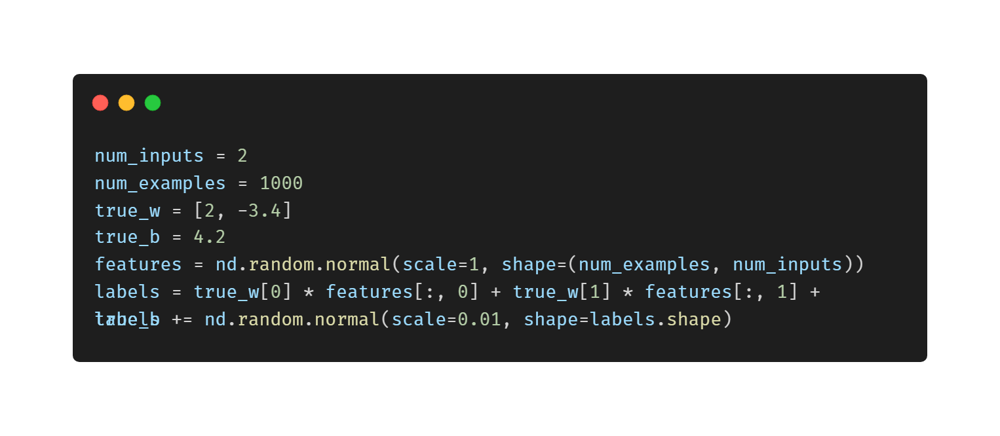 num_inputs = 2
num_examples = 1000
true_w = [2, -3.4]
true_b = 4.2
features = nd.random.normal(scale=1, shape=(num_examples, num_inputs))
labels = true_w[0] * features[:, 0] + true_w[1] * features[:, 1] +
true_b
labels += nd.random.normal(scale=0.01, shape=labels.shape)